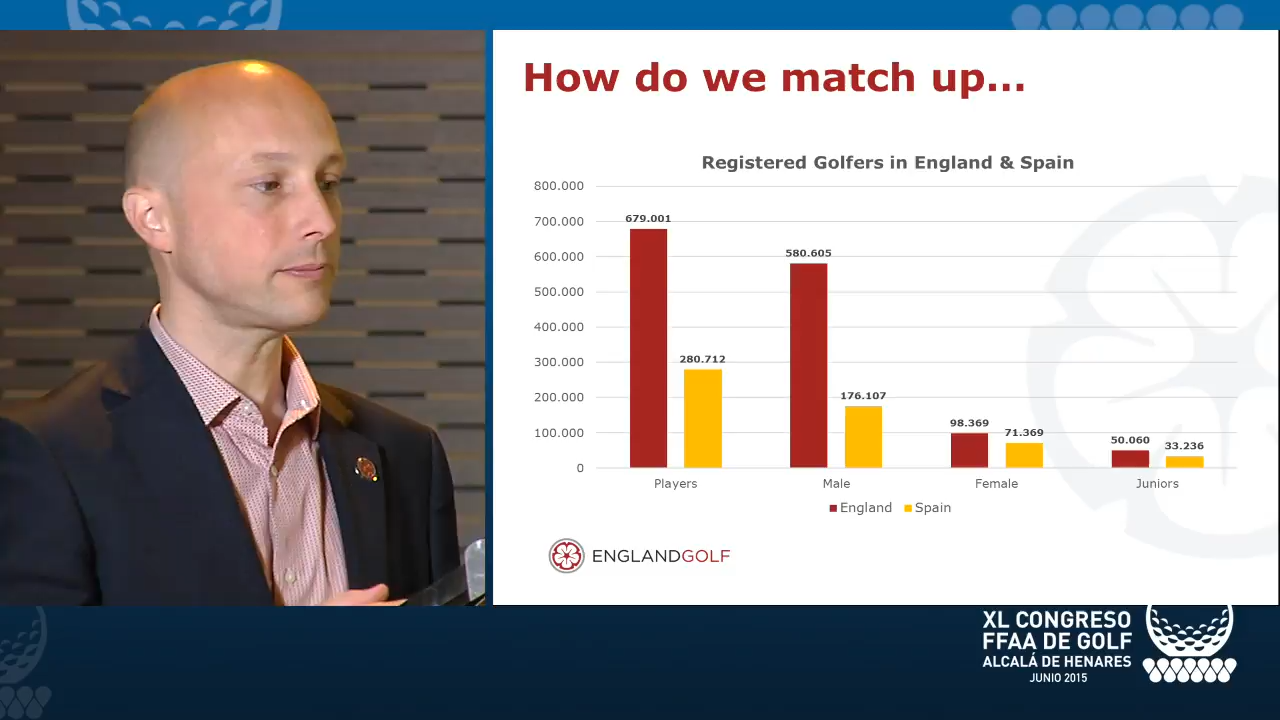 How do we match up...
Registered Golfers in England & Spain
800.000
700.000
600.000
500.000
400.000
300.000
200.000
100.000
0
679.001
280.712
580.605
176.107
98.369
71.369
50.060
33.236
Players
Male
Female
Juniors
England
Spain
ENGLANDGOLF
XL CONGRESO
FFAA DE GOLF
ALCALÁ DE HENARES
JUNIO 2015